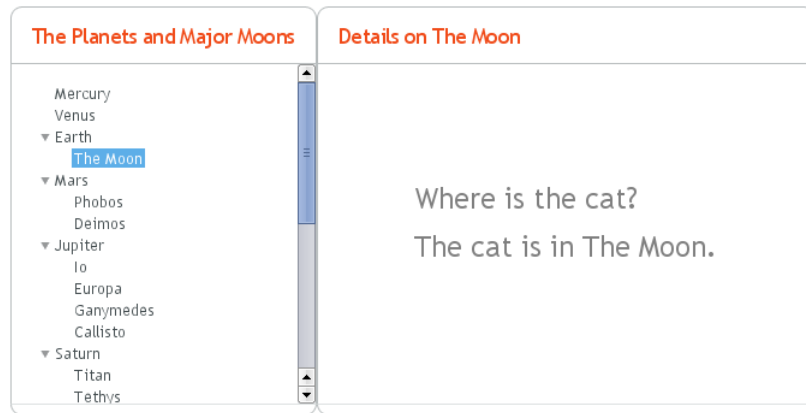 The Planets and Major Moons
Mercury
Venus
Earth
The Moon
Mars
Phobos
Deimos
Jupiter
Io
Europa
Ganymedes
Callisto
Saturn
Titan
Tethys
Details on The Moon
Where is the cat?
The cat is in The Moon.